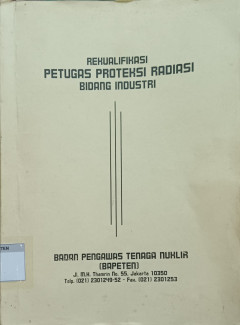 REKUALIFIKASI
PETUGAS PROTEKSI RADIASI
BIDANG INDUSTRI
BADAN PENGAWAS TENAGA NUKLIR
(BAPETEN)
Jl. M.H. Thamrin No. 55, Jakarta 10350
Telp. (021) 2301249-52 - Fax. (021) 2301253